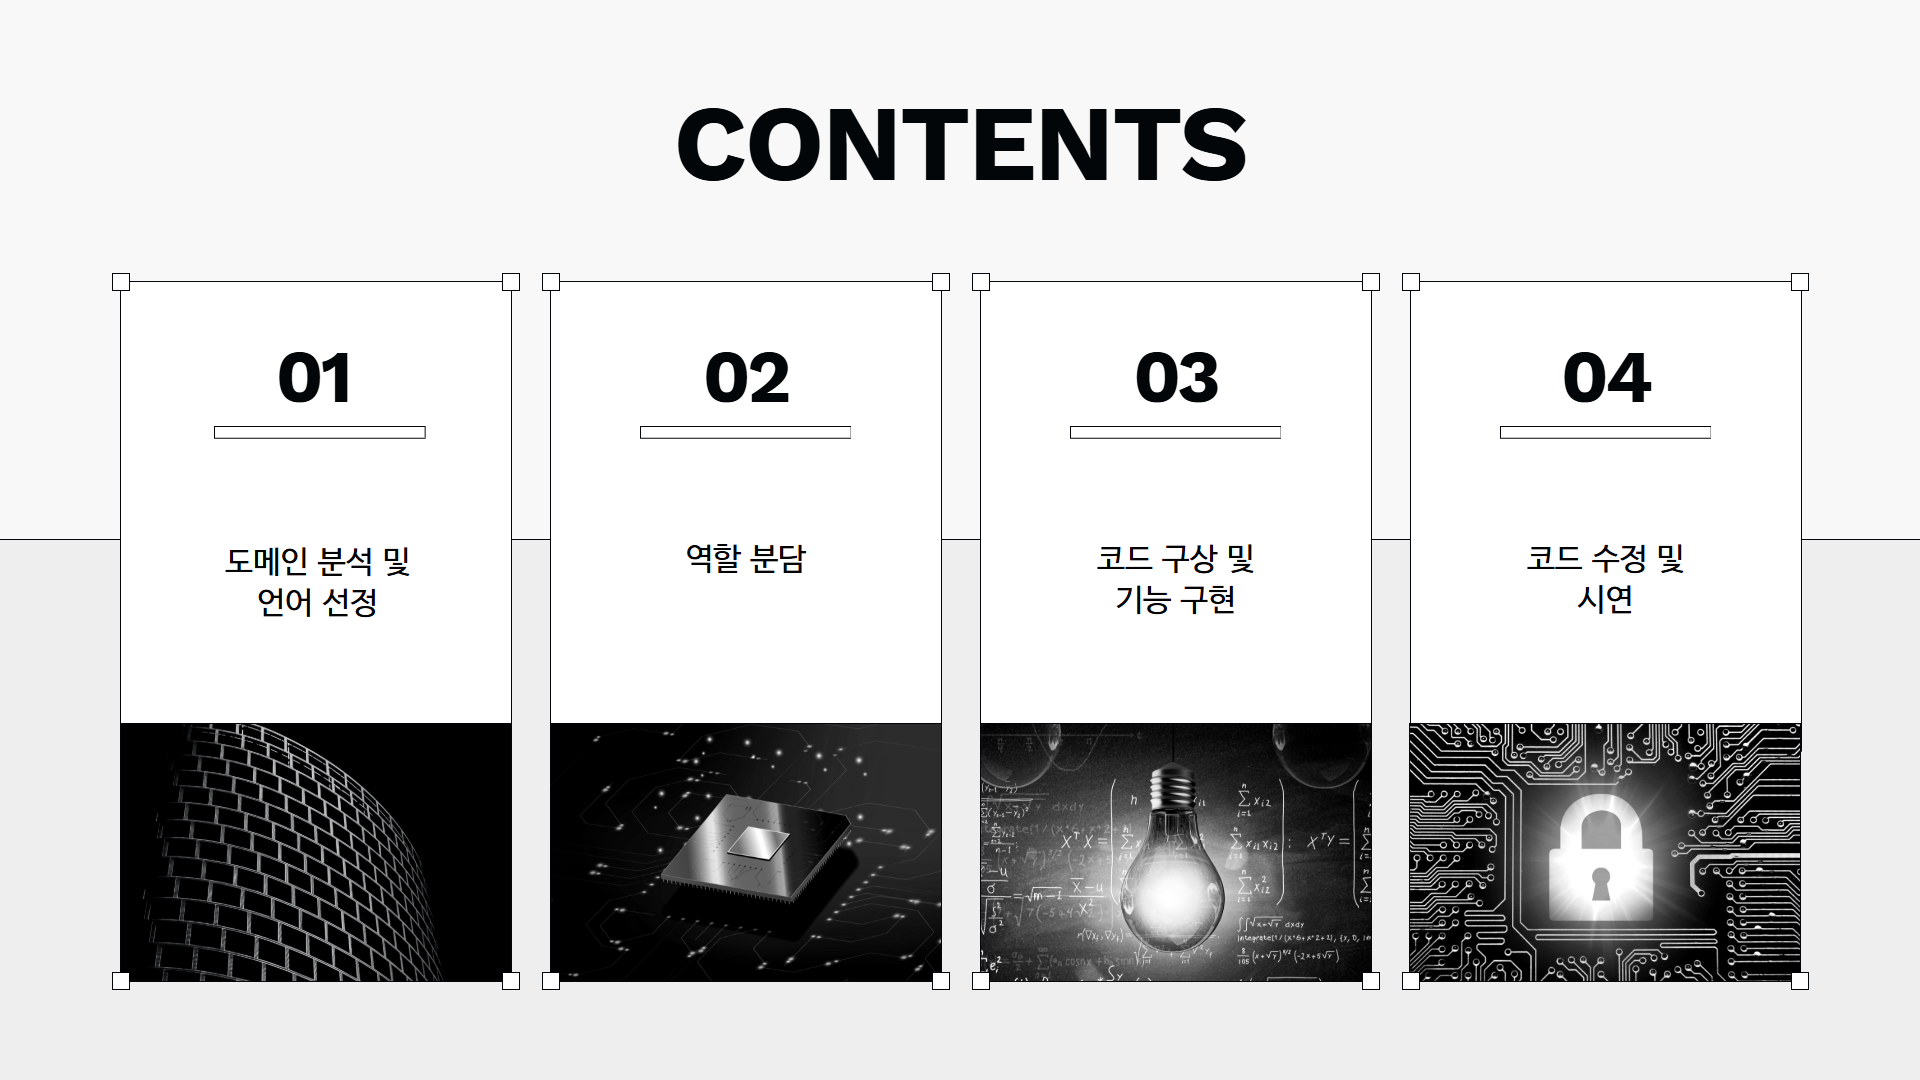 CONTENTS
01
도메인 분석 및
언어 선정
02
역할 분담
03
코드 구상 및
기능 구현
04
코드 수정 및
시연